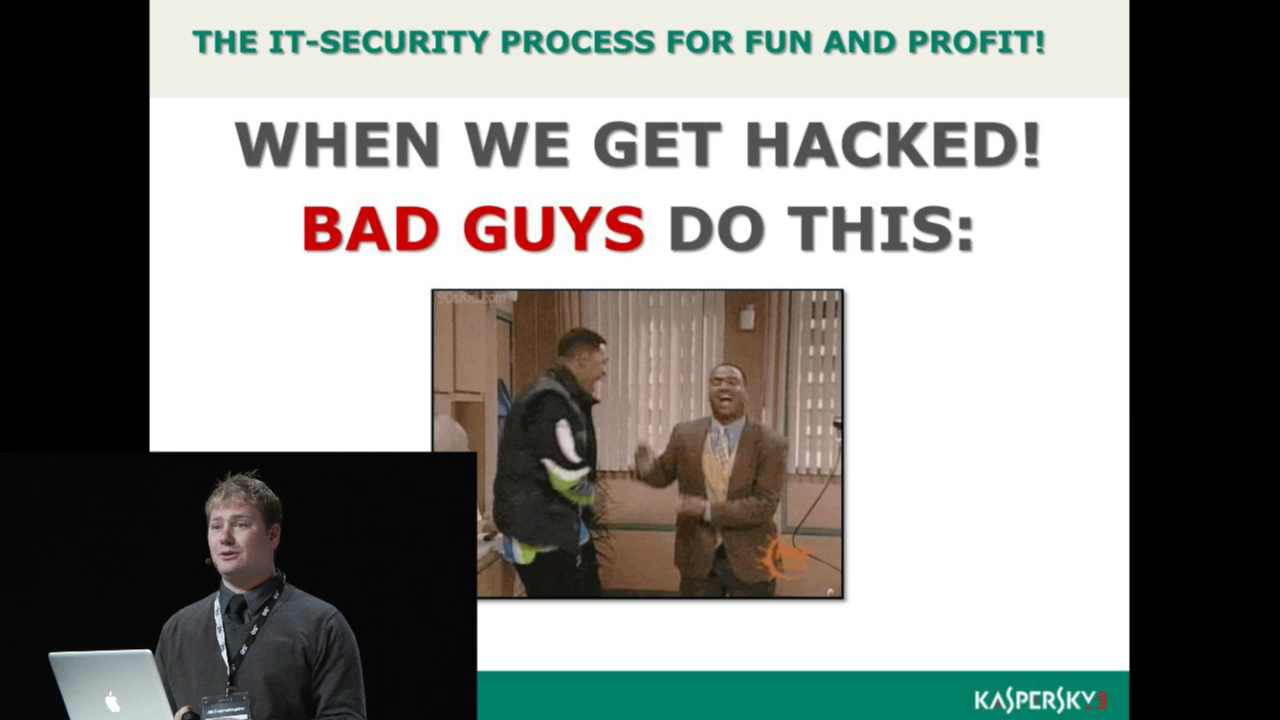 THE IT-SECURITY PROCESS FOR FUN AND PROFIT!
WHEN WE GET HACKED!
BAD GUYS DO THIS:
KASPERSKY